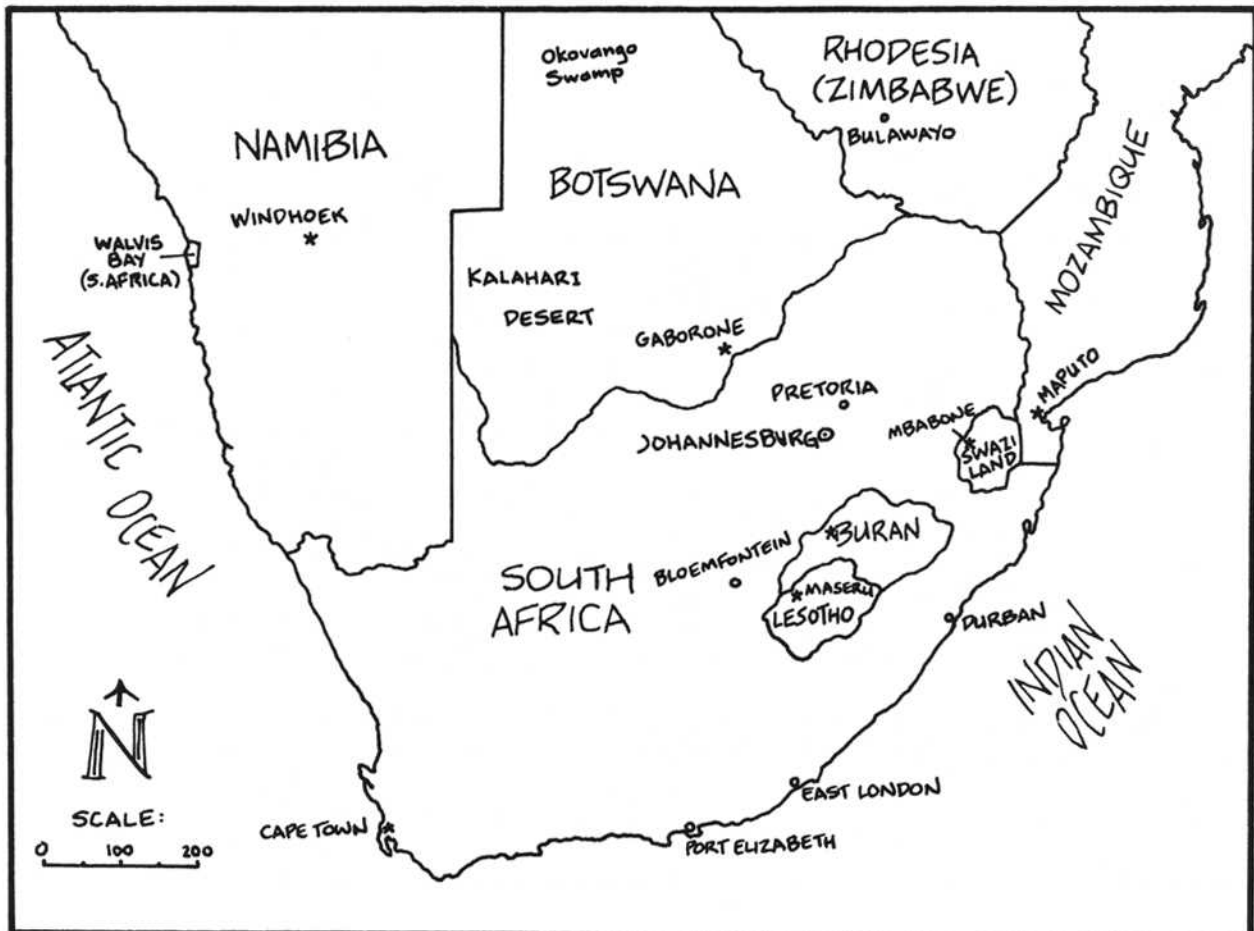 Okovango
Swamp
RHODESIA
(ZIMBABWE)
BULAWAYO
NAMIBIA
BOTSWANA
MOZAMBIQUE
WINDHOEK
WALVIS
BAY
(S. AFRICA)
KALAHARI
DESERT
GABORONE
ATLANTIC OCEAN
PRETORIA
MAPUTO
JOHANNESBURG
MBABONE
SWAZI
LAND
BURAN
BLOEMFONTEIN
SOUTH
AFRICA
MASERU
LESOTHO
DURBAN
INDIAN
OCEAN
N
EAST LONDON
SCALE:
CAPE TOWN
PORT ELIZABETH
0 100 200